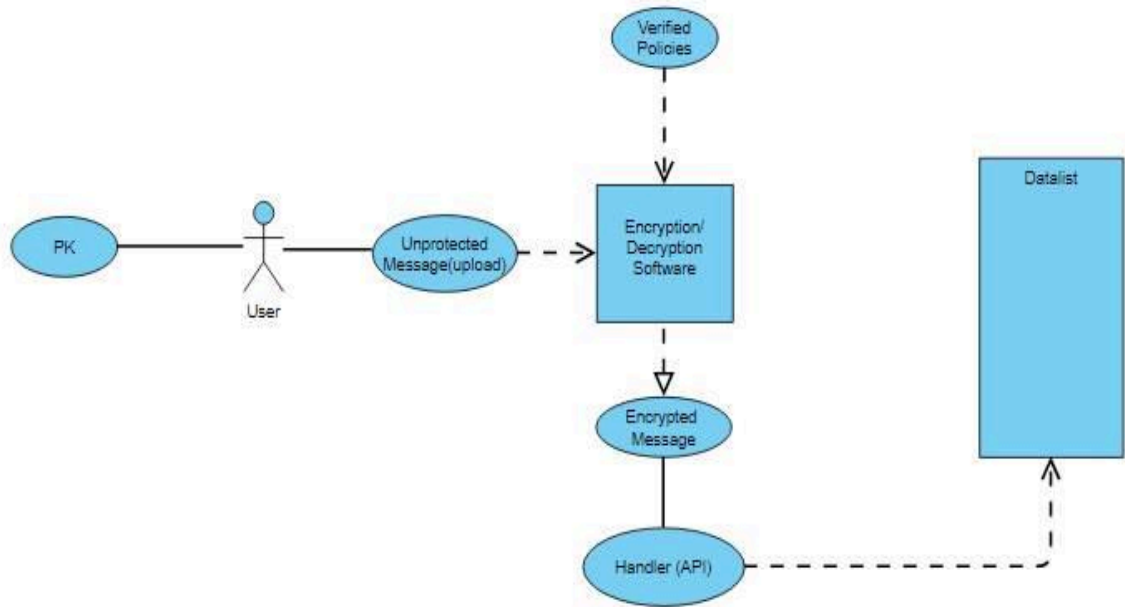 Verified
Policies
Datalist
Encryption/
Decryption
Software
PK
Unprotected
Message(upload)
User
Encrypted
Message
Handler (API)